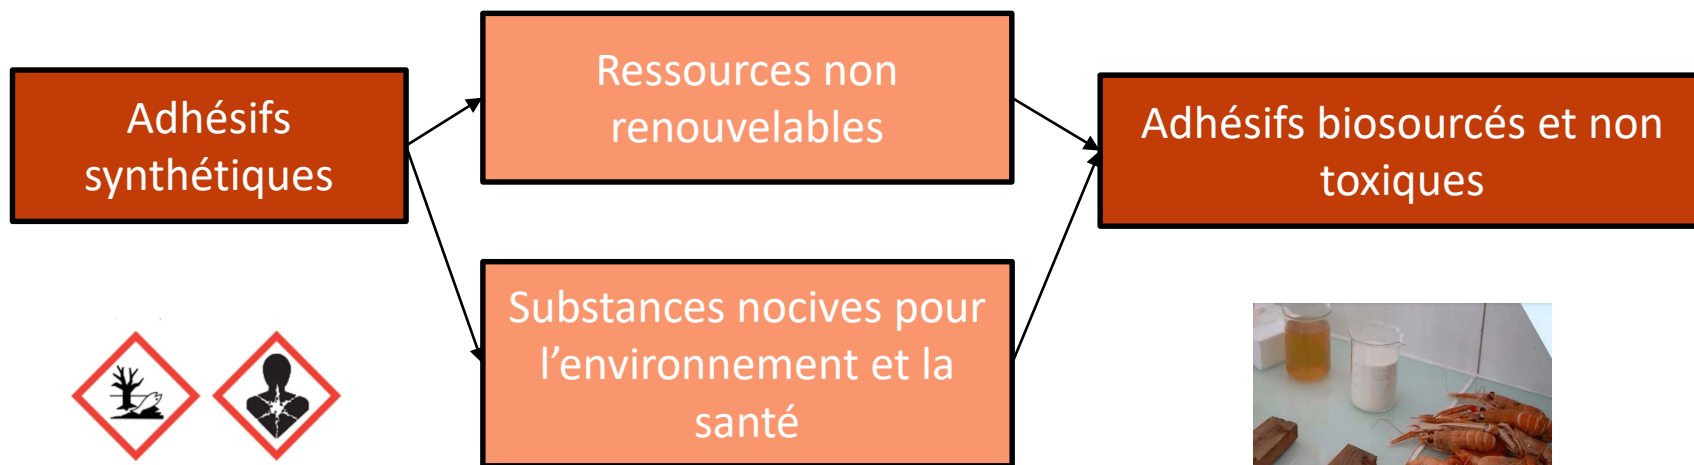 Adhésifs
synthétiques
Ressources non
renouvelables
Substances nocives pour
l’environnement et la
santé
Adhésifs biosourcés et non
toxiques